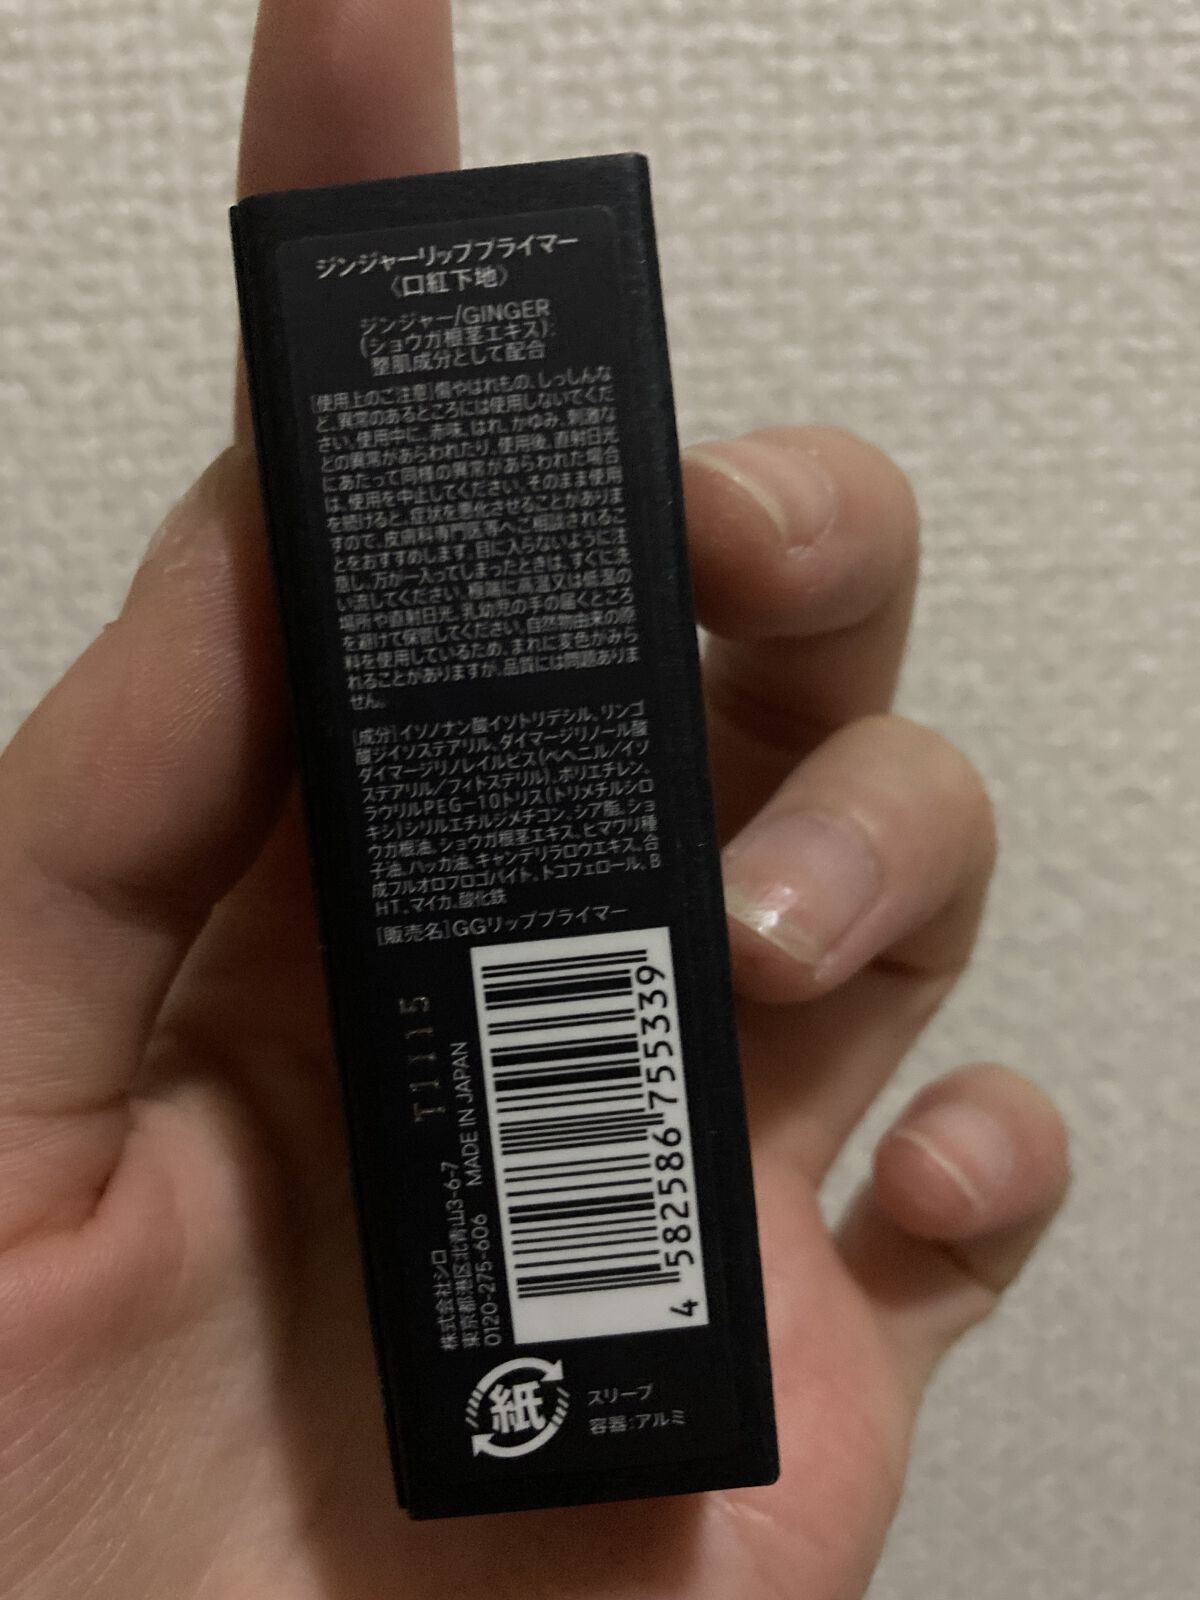 ジンジャーリッププライマー
〈口紅下地〉
ジンジャー/GINGER
(ショウガ根茎エキス):
整肌成分として配合
[使用上のご注意]傷やはれもの、しっしんな
ど、異常のあるところには使用しないでくだ
さい。使用中に、赤味、はれ、かゆみ、刺激な
どの異常があらわれたり、使用後、直射日光
にあたって同様の異常があらわれた場合
は、使用を中止してください。そのまま使用
を続けると、症状を悪化させることがありま
すので、皮膚科専門医等へご相談されるこ
とをおすすめします。目に入らないように注
意し、万が一入ってしまったときは、すぐに洗
い流してください。極端に高温又は低温の
場所や直射日光、乳幼児の手の届くところ
を避けて保管してください。自然物由来の原
料を使用しているため、まれに変色がみら
れることがありますが、品質には問題ありま
せん。
[成分]イソノナン酸イソトリデシル、リンゴ
酸ジイソステアリル、ダイマージリノール酸
ダイマージリノレイルビス(ベヘニル/イソ
ステアリル/フィトステリル)、ポリエチレン、
ラウリルPEG-10トリス(トリメチルシロ
キシ)シリルエチルジメチコン、シア脂、ショ
ウガ根油、ショウガ根茎エキス、ヒマワリ種
子油、ハッカ油、キャンデリラロウエキス、合
成フルオロフロゴパイト、トコフェロール、B
HT、マイカ、酸化鉄
[販売名]GGリッププライマー
T1115
株式会社シロ
東京都港区北青山3-6-7
0120-275-606 MADE IN JAPAN
4 582586 755339
紙
スリーブ
容器:アルミ